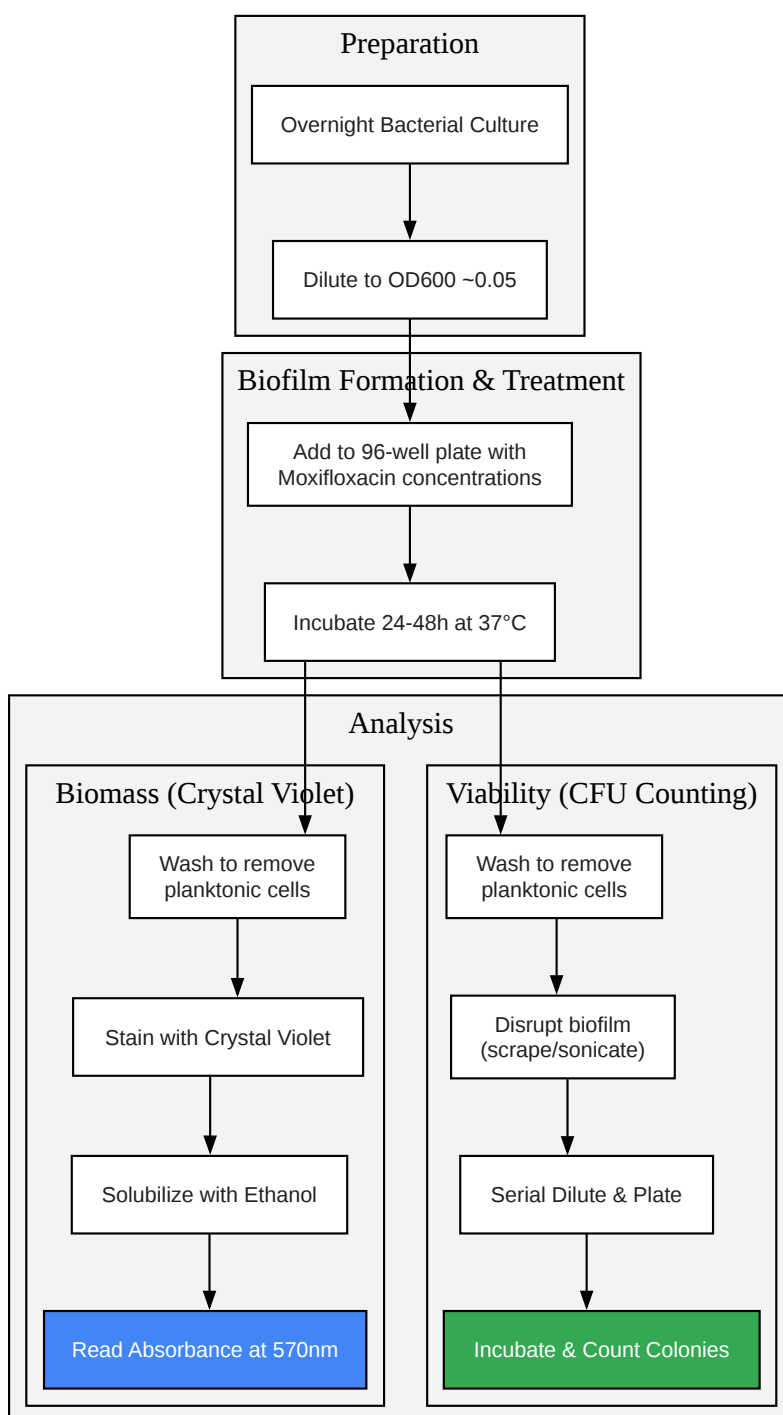 Preparation
Overnight Bacterial Culture
Dilute to OD600 ~0.05
Biofilm Formation & Treatment
Add to 96-well plate with
Moxifloxacin concentrations
Incubate 24-48h at 37°C
Analysis
Biomass (Crystal Violet)
Wash to remove
planktonic cells
Stain with Crystal Violet
Solubilize with Ethanol
Read Absorbance at 570nm
Viability (CFU Counting)
Wash to remove
planktonic cells
Disrupt biofilm
(scrape/sonicate)
Serial Dilute & Plate
Incubate & Count Colonies